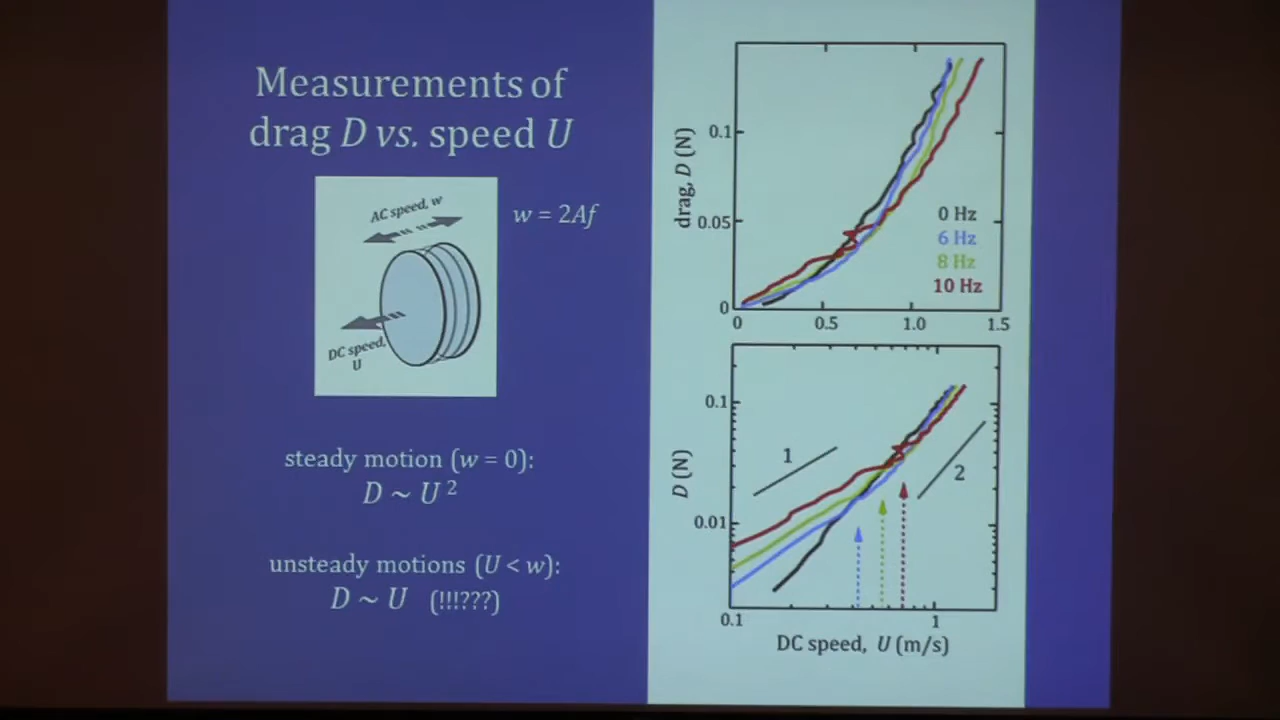 Measurements of
drag D vs. speed U
AC speed, w
w = 2Af
DC speed,
U
steady motion (w = 0):
D ~ U 2
unsteady motions (U < w):
D ~ U (!!!???)
drag, D (N)
0.1
0.05
0
0
0.5
1.0
1.5
0 Hz
6 Hz
8 Hz
10 Hz
D (N)
0.1
0.01
1
2
0.1
1
DC speed, U (m/s)